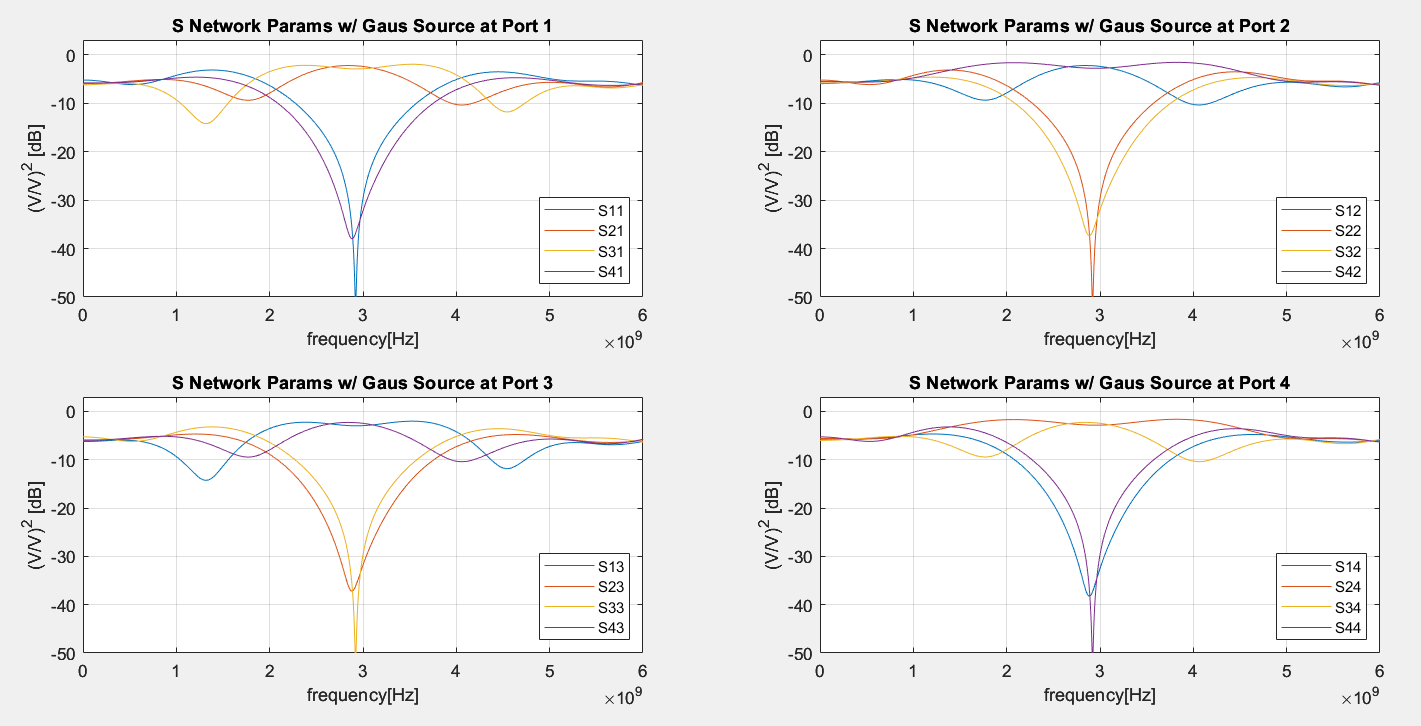 S Network Params w/ Gaus Source at Port 1
0
-10
-20
-30
-40
-50
(V/V)² [dB]
S11
S21
S31
S41
0 1 2 3 4 5 6
frequency[Hz]
×10⁹
S Network Params w/ Gaus Source at Port 2
0
-10
-20
-30
-40
-50
(V/V)² [dB]
S12
S22
S32
S42
0 1 2 3 4 5 6
frequency[Hz]
×10⁹
S Network Params w/ Gaus Source at Port 3
0
-10
-20
-30
-40
-50
(V/V)² [dB]
S13
S23
S33
S43
0 1 2 3 4 5 6
frequency[Hz]
×10⁹
S Network Params w/ Gaus Source at Port 4
0
-10
-20
-30
-40
-50
(V/V)² [dB]
S14
S24
S34
S44
0 1 2 3 4 5 6
frequency[Hz]
×10⁹